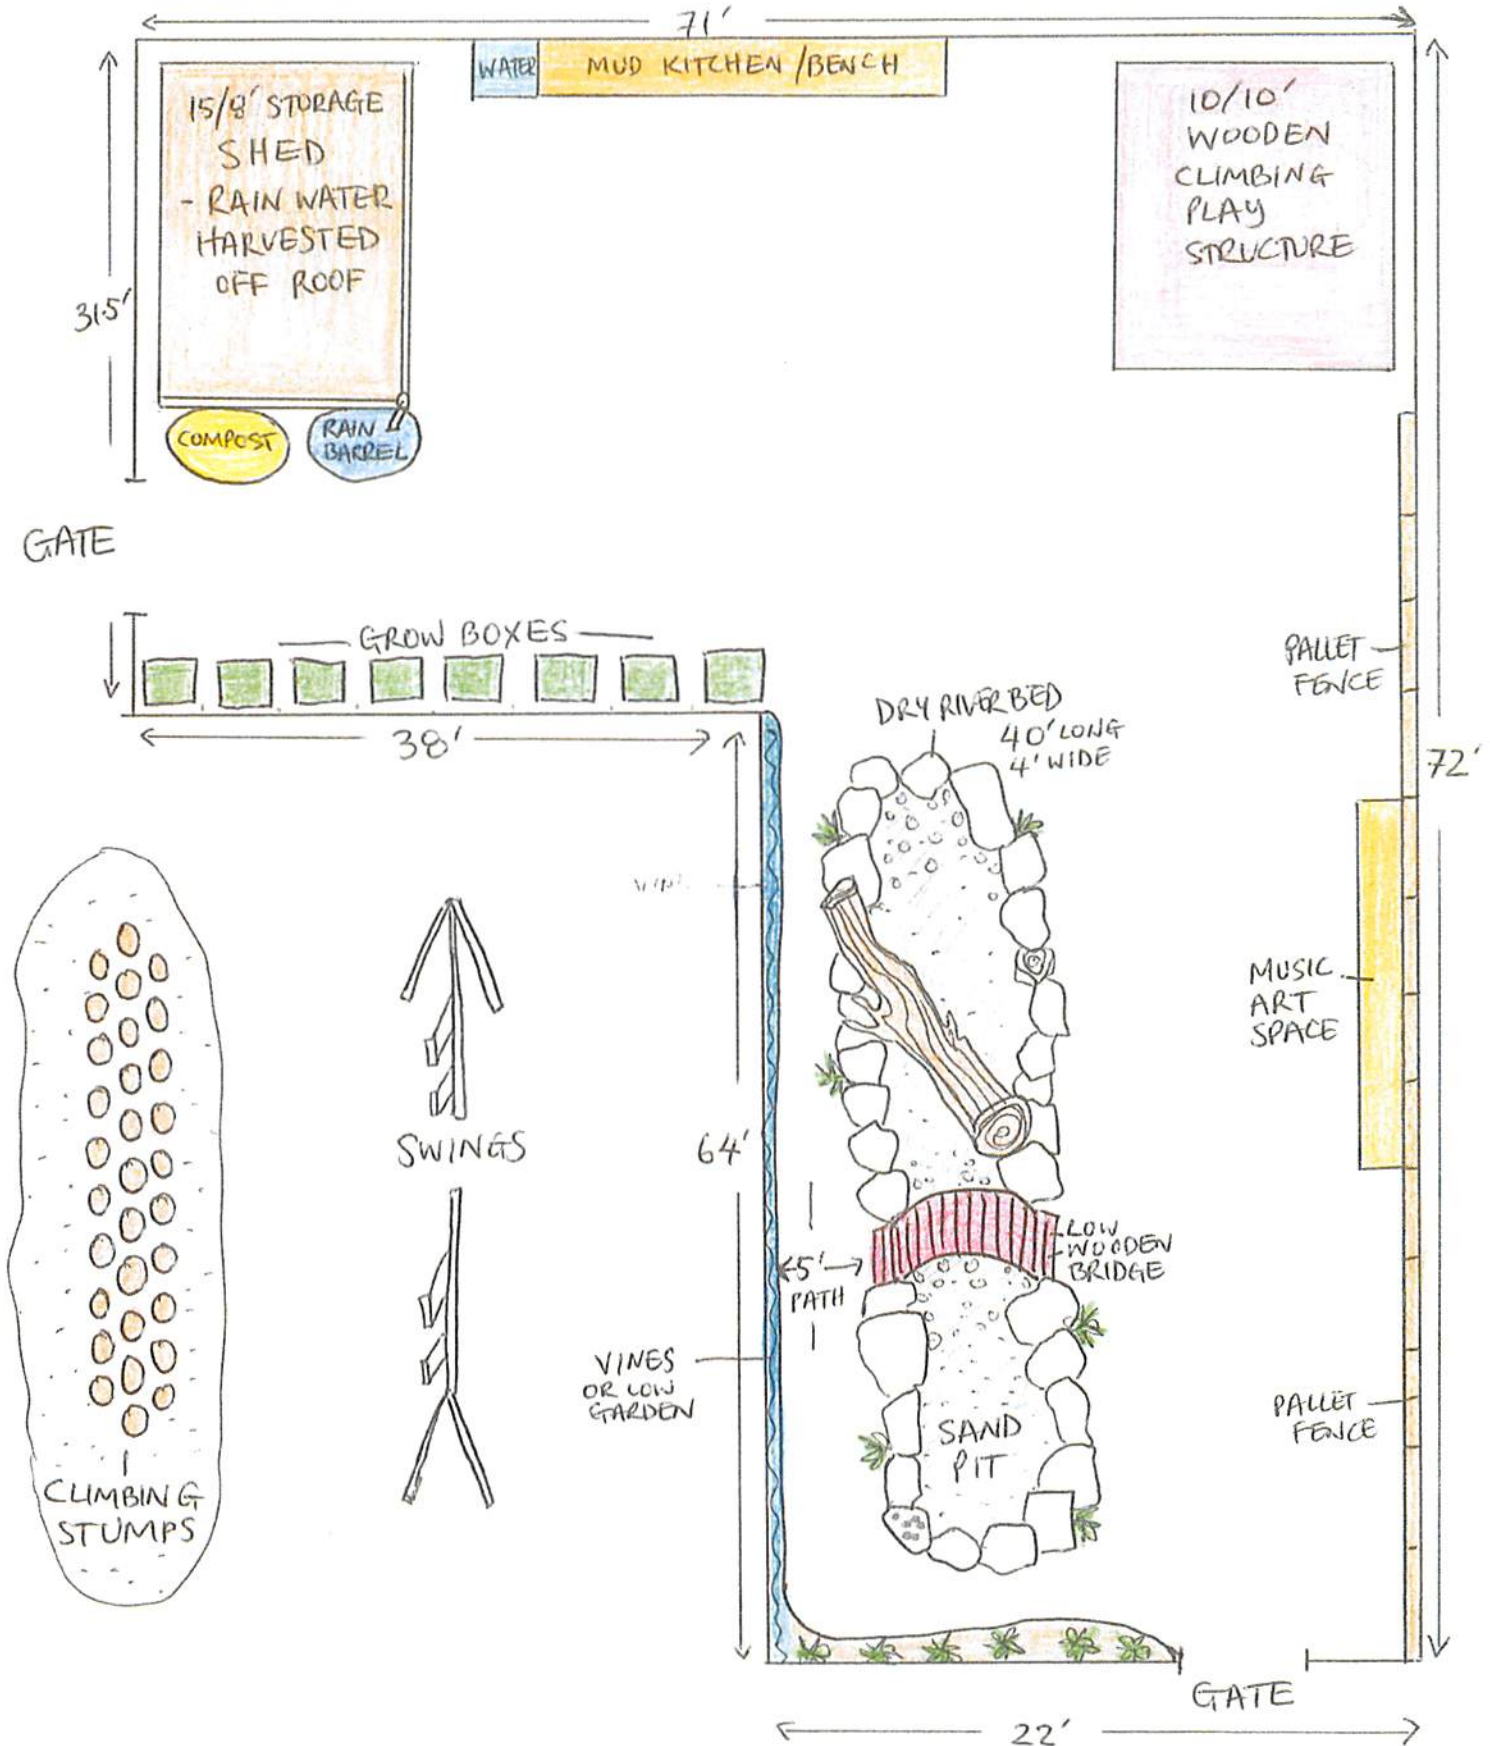 71'
WATER
MUD KITCHEN/BENCH
15/8' STORAGE
SHED
- RAIN WATER
HARVESTED
OFF ROOF
10/10'
WOODEN
CLIMBING
PLAY
STRUCTURE
31.5'
COMPOST
RAIN
BARREL
GATE
GROW BOXES
PALLET
FENCE
38'
DRY RIVER BED
40' LONG
4' WIDE
72'
VINE
MUSIC
ART
SPACE
SWINGS
64'
LOW
WOODEN
BRIDGE
5'
PATH
VINES
OR LOW
GARDEN
SAND
PIT
PALLET
FENCE
CLIMBING
STUMPS
GATE
22'